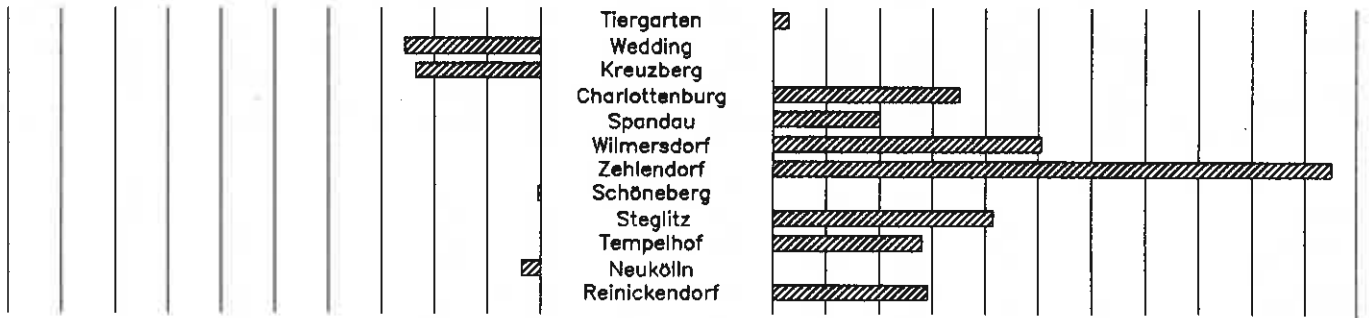 Tiergarten
Wedding
Kreuzberg
Charlottenburg
Spandau
Wilmersdorf
Zehlendorf
Schöneberg
Steglitz
Tempelhof
Neukölln
Reinickendorf